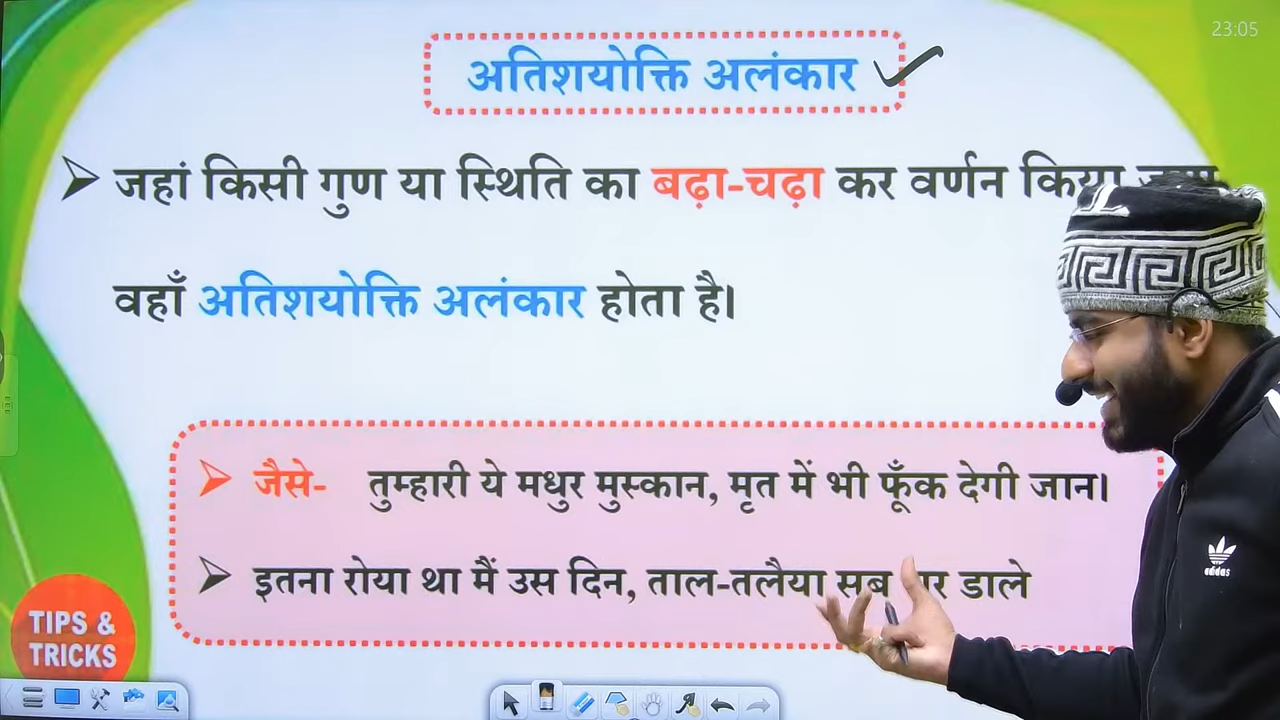 23:05
अतिशयोक्ति अलंकार
जहां किसी गुण या स्थिति का बढ़ा-चढ़ा कर वर्णन किया
वहाँ अतिशयोक्ति अलंकार होता है।
जैसे- तुम्हारी ये मधुर मुस्कान, मृत में भी फूँक देगी जान।
इतना रोया था मैं उस दिन, ताल-तलैया सब डाले
TIPS &
TRICKS
adidas